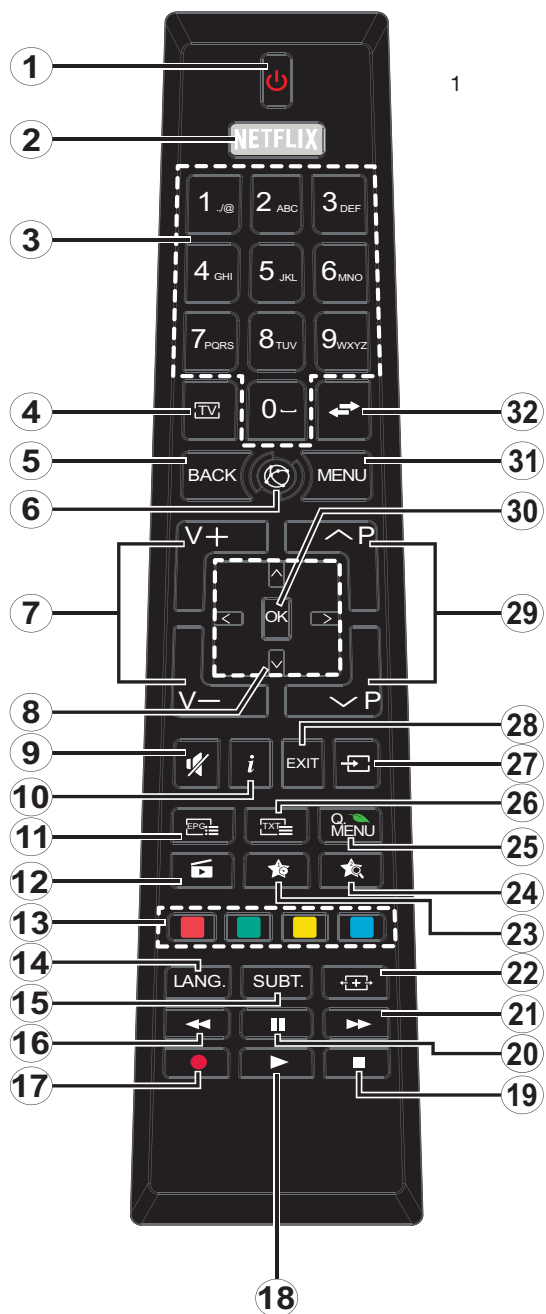 1
1
2
NETFLIX
1 ./@ 2 ABC 3 DEF
3
4 GHI 5 JKL 6 MNO
7 PQRS 8 TUV 9 WXYZ
4
TV 0
32
5
BACK MENU
31
6
30
V+ P
7
OK
29
8
V− P
28
9
i EXIT
27
10
26
11
EPG TXT Q. MENU
25
12
24
13
23
14
LANG. SUBT.
22
15
21
16
20
17
19
18